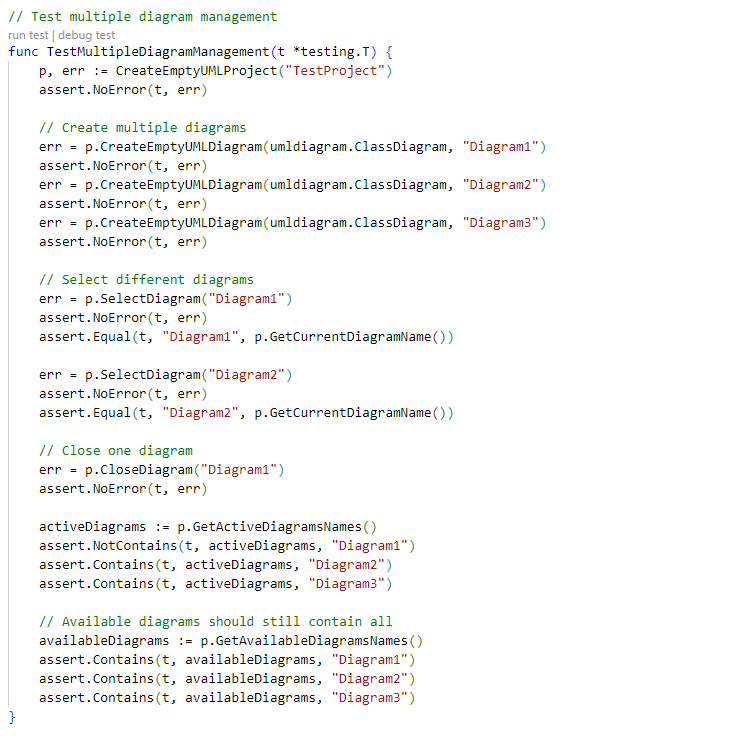 // Test multiple diagram management
run test | debug test
func TestMultipleDiagramManagement(t *testing.T) {
    p, err := CreateEmptyUMLProject("TestProject")
    assert.NoError(t, err)

    // Create multiple diagrams
    err = p.CreateEmptyUMLDiagram(umldiagram.ClassDiagram, "Diagram1")
    assert.NoError(t, err)
    err = p.CreateEmptyUMLDiagram(umldiagram.ClassDiagram, "Diagram2")
    assert.NoError(t, err)
    err = p.CreateEmptyUMLDiagram(umldiagram.ClassDiagram, "Diagram3")
    assert.NoError(t, err)

    // Select different diagrams
    err = p.SelectDiagram("Diagram1")
    assert.NoError(t, err)
    assert.Equal(t, "Diagram1", p.GetCurrentDiagramName())

    err = p.SelectDiagram("Diagram2")
    assert.NoError(t, err)
    assert.Equal(t, "Diagram2", p.GetCurrentDiagramName())

    // Close one diagram
    err = p.CloseDiagram("Diagram1")
    assert.NoError(t, err)

    activeDiagrams := p.GetActiveDiagramsNames()
    assert.NotContains(t, activeDiagrams, "Diagram1")
    assert.Contains(t, activeDiagrams, "Diagram2")
    assert.Contains(t, activeDiagrams, "Diagram3")

    // Available diagrams should still contain all
    availableDiagrams := p.GetAvailableDiagramsNames()
    assert.Contains(t, availableDiagrams, "Diagram1")
    assert.Contains(t, availableDiagrams, "Diagram2")
    assert.Contains(t, availableDiagrams, "Diagram3")
}